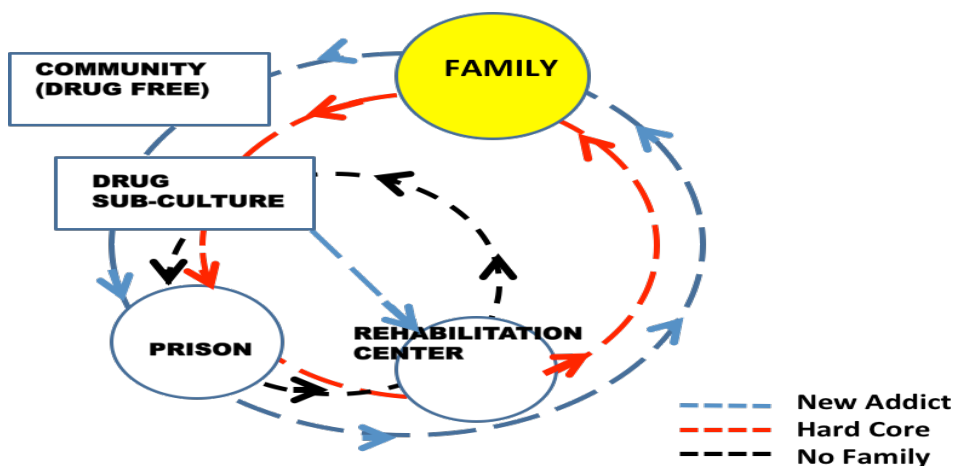 FAMILY
COMMUNITY
(DRUG FREE)
DRUG
SUB-CULTURE
REHABILITATION
CENTER
PRISON
New Addict
Hard Core
No Family